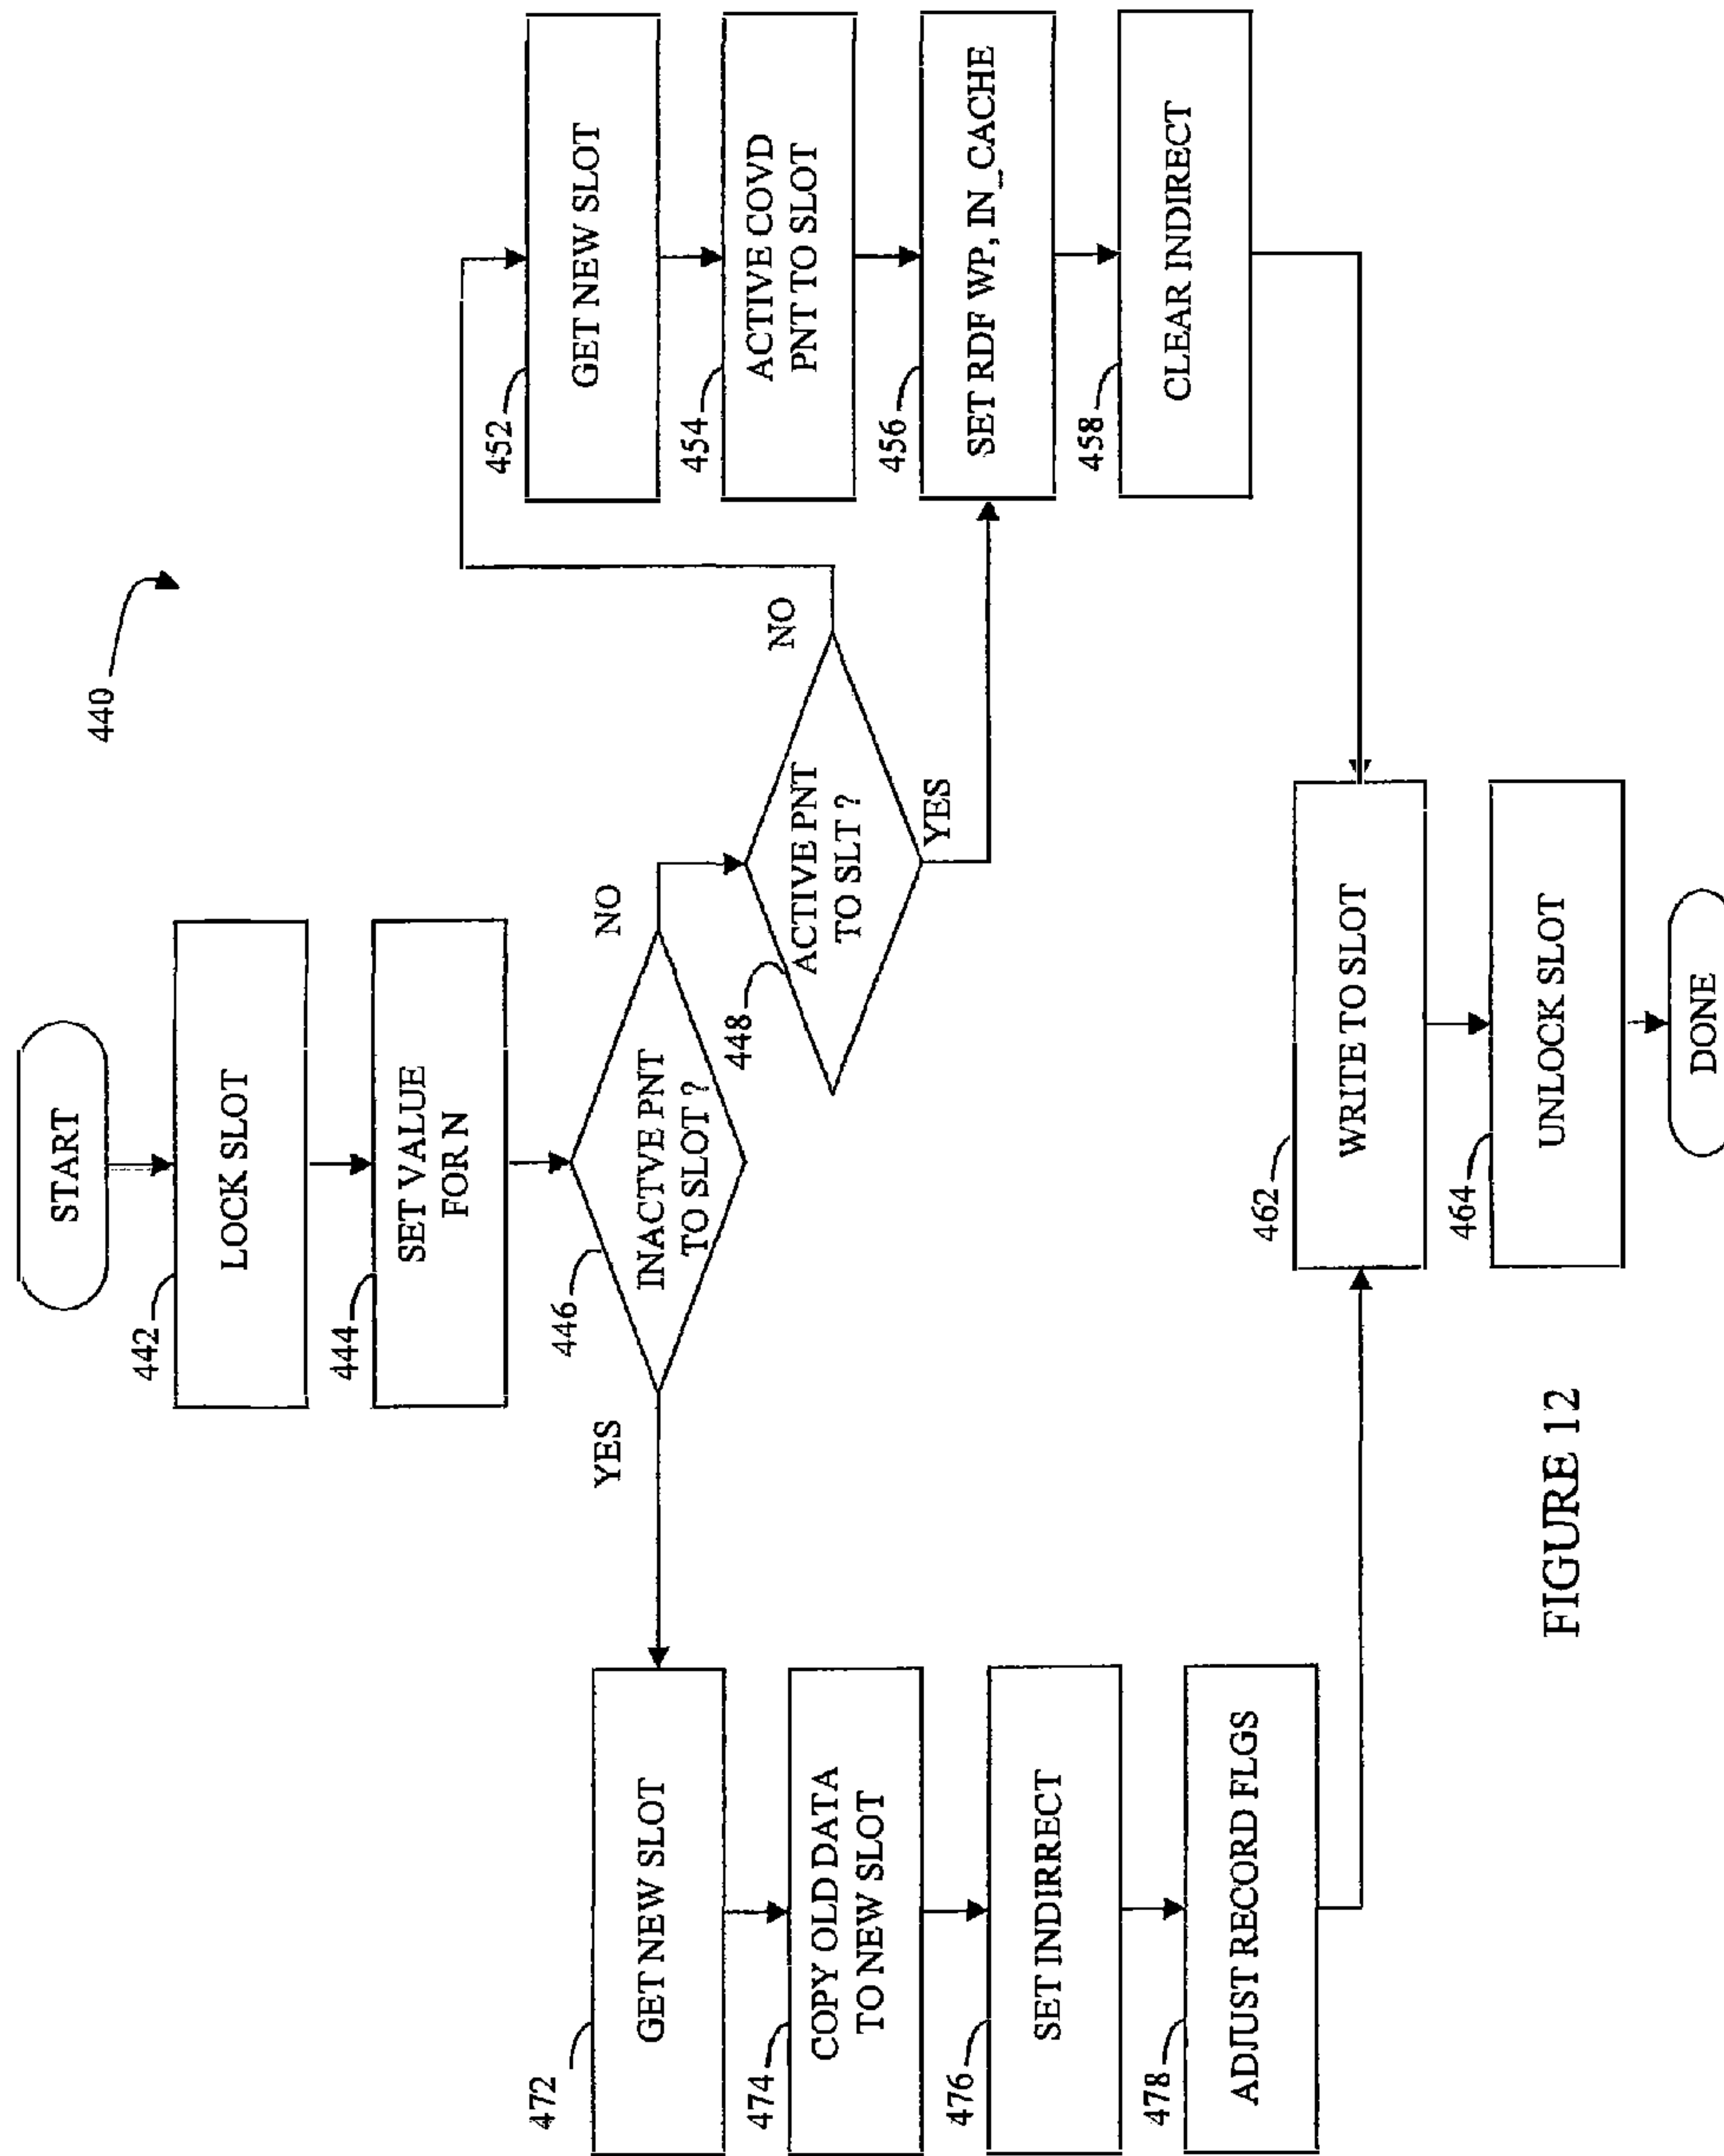 440
START
442
LOCK SLOT
444
SET VALUE
FOR N
446
INACTVE PNT
TO SLOT ?
YES
NO
448
ACTIVE PNT
TO SLT ?
NO
YES
452
GET NEW SLOT
454
ACTIVE COVD
PNT TO SLOT
456
SET RDF WP, IN_CACHE
458
CLEAR INDIRECT
472
GET NEW SLOT
474
COPY OLD DATA
TO NEW SLOT
476
SET INDIRRECT
478
ADJUST RECORD FLGS
462
WRITE TO SLOT
464
UNLOCK SLOT
DONE
FIGURE 12